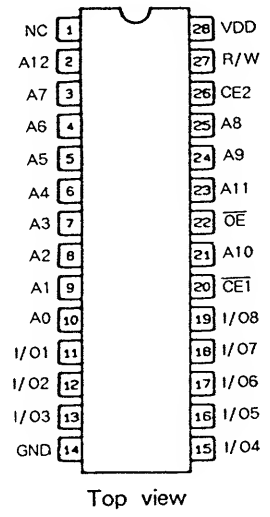 NC 1 28 VDD
A12 2 27 R/W
A7 3 26 CE2
A6 4 25 A8
A5 5 24 A9
A4 6 23 A11
A3 7 22 O̅E̅
A2 8 21 A10
A1 9 20 C̅E̅1̅
A0 10 19 I/O8
I/O1 11 18 I/O7
I/O2 12 17 I/O6
I/O3 13 16 I/O5
GND 14 15 I/O4
Top view